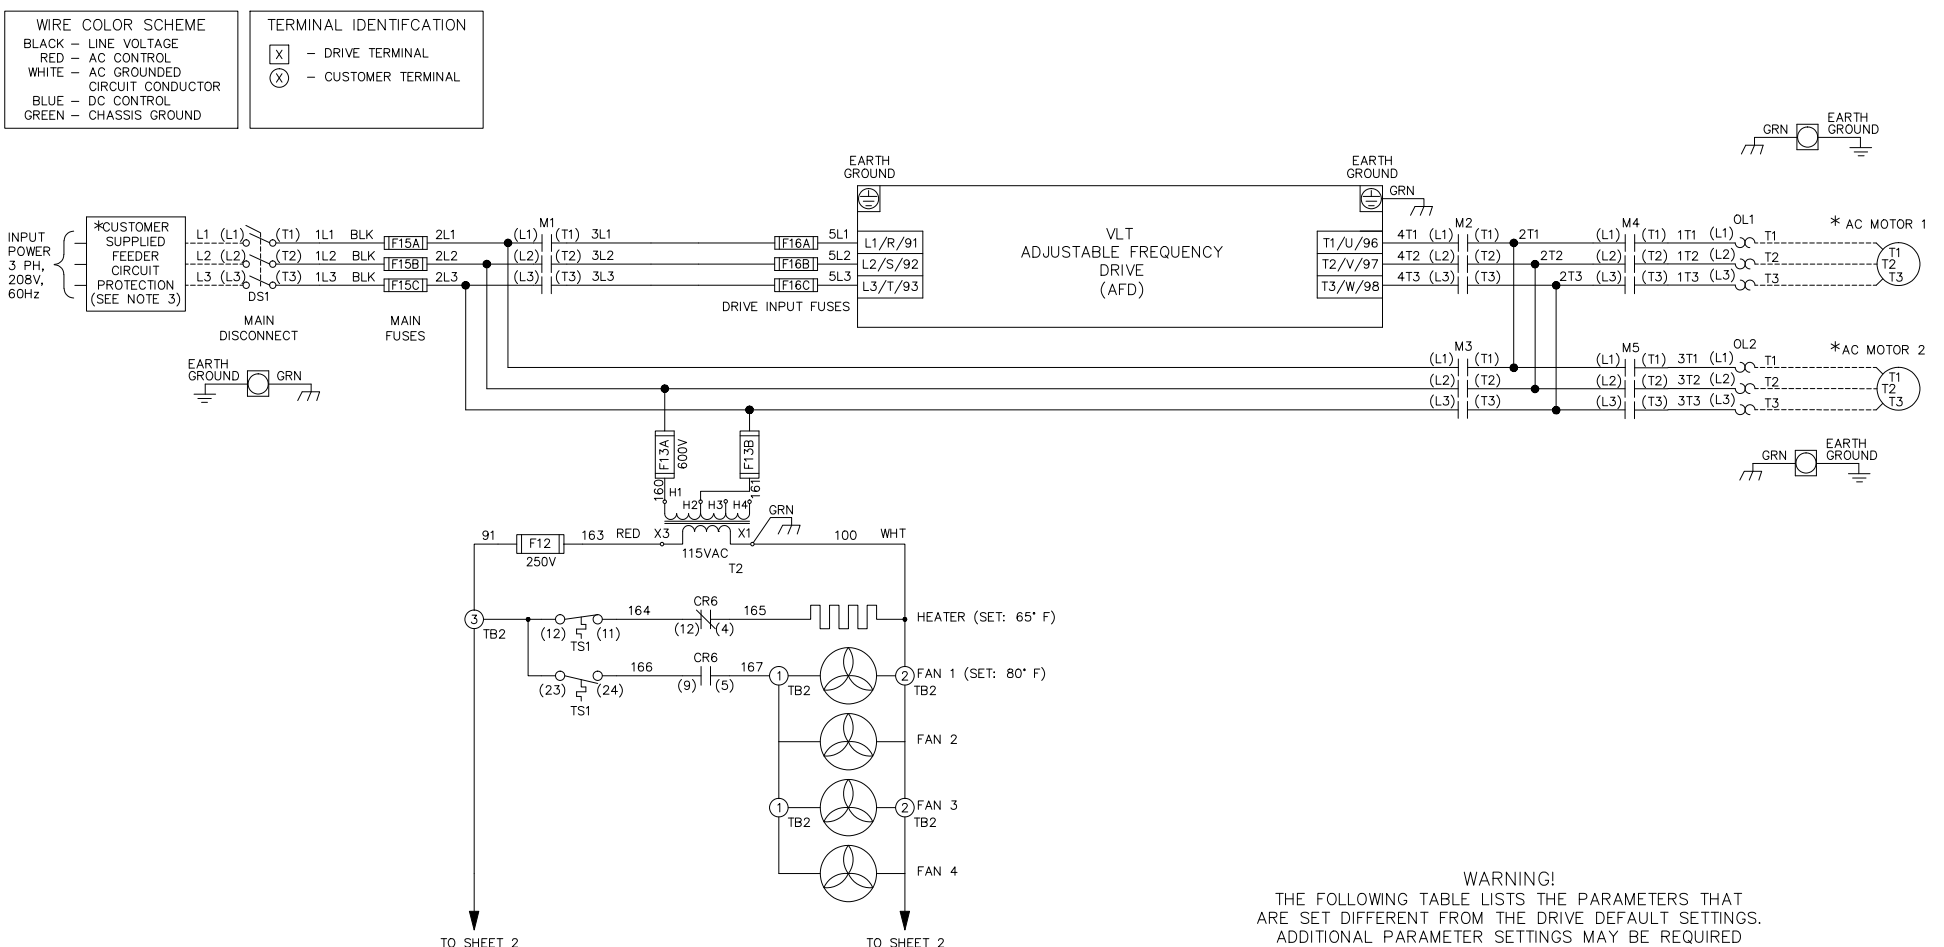 WIRE COLOR SCHEME
BLACK – LINE VOLTAGE
RED – AC CONTROL
WHITE – AC GROUNDED
CIRCUIT CONDUCTOR
BLUE – DC CONTROL
GREEN – CHASSIS GROUND
TERMINAL IDENTIFCATION
X – DRIVE TERMINAL
X – CUSTOMER TERMINAL
GRN
EARTH
GROUND
EARTH
GROUND
EARTH
GROUND
GRN
INPUT
POWER
3 PH,
208V,
60Hz
*CUSTOMER
SUPPLIED
FEEDER
CIRCUIT
PROTECTION
(SEE NOTE 3)
L1 (L1) (T1) 1L1 BLK F15A 2L1 (L1) M1 (T1) 3L1 F16A 5L1 L1/R/91
L2 (L2) (T2) 1L2 BLK F15B 2L2 (L2) (T2) 3L2 F16B 5L2 L2/S/92
L3 (L3) (T3) 1L3 BLK F15C 2L3 (L3) (T3) 3L3 F16C 5L3 L3/T/93
DS1
MAIN
DISCONNECT
MAIN
FUSES
DRIVE INPUT FUSES
VLT
ADJUSTABLE FREQUENCY
DRIVE
(AFD)
T1/U/96 4T1 (L1) M2 (T1) 2T1 (L1) M4 (T1) 1T1 (L1) OL1 T1
T2/V/97 4T2 (L2) (T2) 2T2 (L2) (T2) 1T2 (L2) T2
T3/W/98 4T3 (L3) (T3) 2T3 (L3) (T3) 1T3 (L3) T3
* AC MOTOR 1
T1
T2
T3
EARTH
GROUND
GRN
(L1) M3 (T1) (L1) M5 (T1) 3T1 (L1) OL2 T1
(L2) (T2) (L2) (T2) 3T2 (L2) T2
(L3) (T3) (L3) (T3) 3T3 (L3) T3
*AC MOTOR 2
T1
T2
T3
GRN
EARTH
GROUND
F13A
600V
F13B
160
161
H1
H2
H3
H4
GRN
91
F12
250V
163
RED
X3
X1
115VAC
T2
100
WHT
3
TB2
(12)
(11)
TS1
164
CR6
(12)
(4)
165
HEATER (SET: 65° F)
(23)
(24)
TS1
166
CR6
(9)
(5)
167
1
TB2
2
TB2
FAN 1 (SET: 80° F)
FAN 2
1
TB2
2
TB2
FAN 3
FAN 4
TO SHEET 2
TO SHEET 2
WARNING!
THE FOLLOWING TABLE LISTS THE PARAMETERS THAT
ARE SET DIFFERENT FROM THE DRIVE DEFAULT SETTINGS.
ADDITIONAL PARAMETER SETTINGS MAY BE REQUIRED